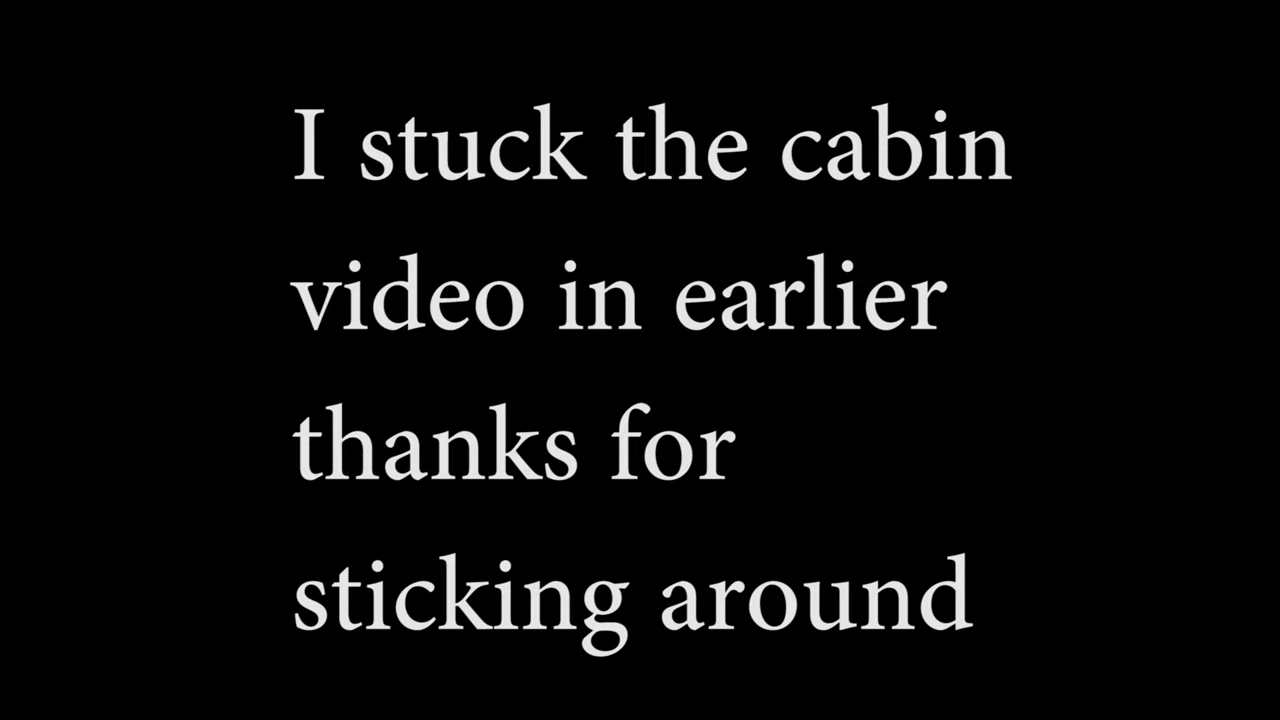 I stuck the cabin
video in earlier
thanks for
sticking around